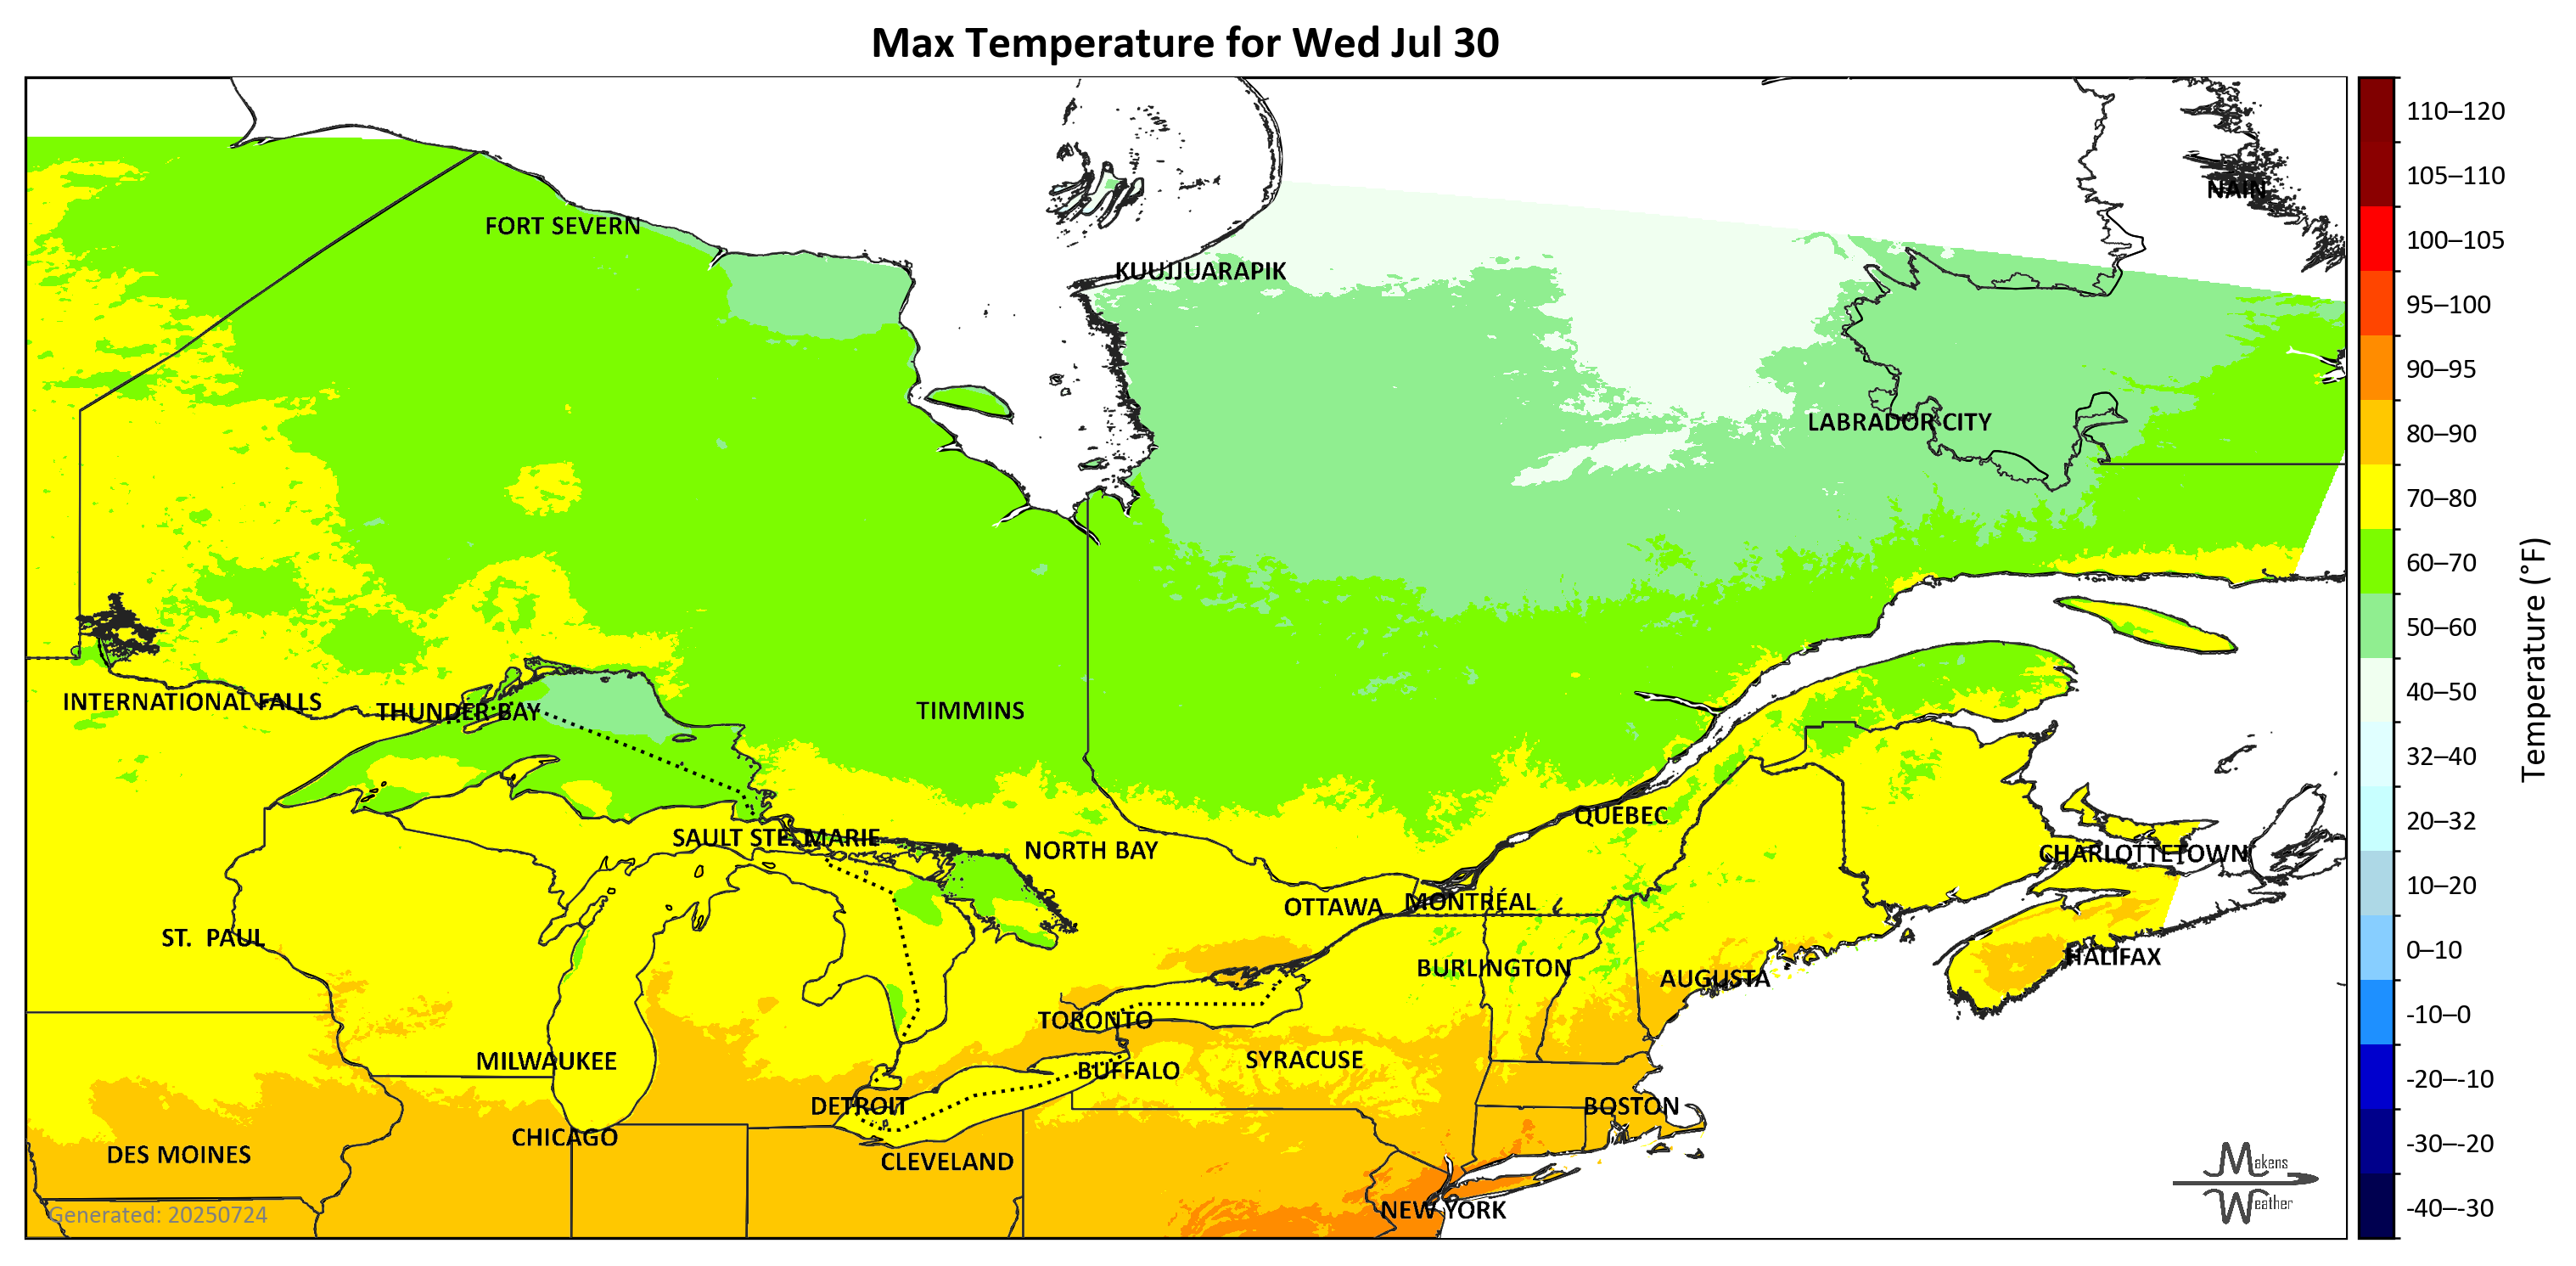 Max Temperature for Wed Jul 30
110–120
105–110
NAIN
FORT SEVERN
100–105
KUUJJUARAPIK
95–100
90–95
LABRADOR CITY
80–90
70–80
60–70
50–60
Temperature (°F)
40–50
INTERNATIONAL FALLS
THUNDER BAY
TIMMINS
32–40
QUÉBEC
20–32
SAULT STE. MARIE
NORTH BAY
CHARLOTTETOWN
10–20
OTTAWA
MONTRÉAL
ST. PAUL
0–10
HALIFAX
BURLINGTON
AUGUSTA
-10–0
TORONTO
MILWAUKEE
SYRACUSE
BUFFALO
-20–-10
DETROIT
BOSTON
CHICAGO
-30–-20
DES MOINES
CLEVELAND
Makens
Weather
-40–-30
NEW YORK
Generated: 20250724